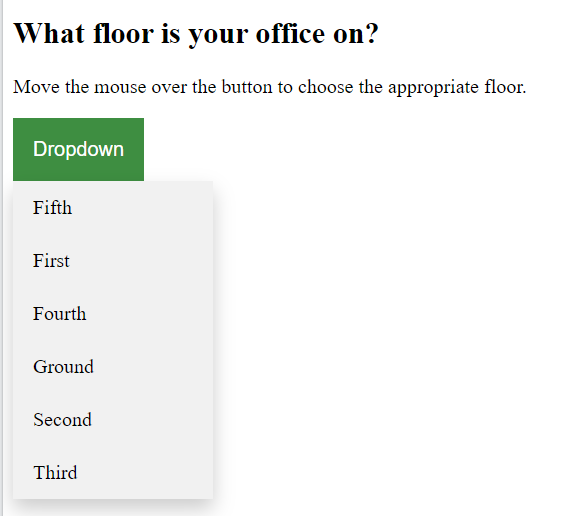 What floor is your office on?
Move the mouse over the button to choose the appropriate floor.
Dropdown
Fifth
First
Fourth
Ground
Second
Third